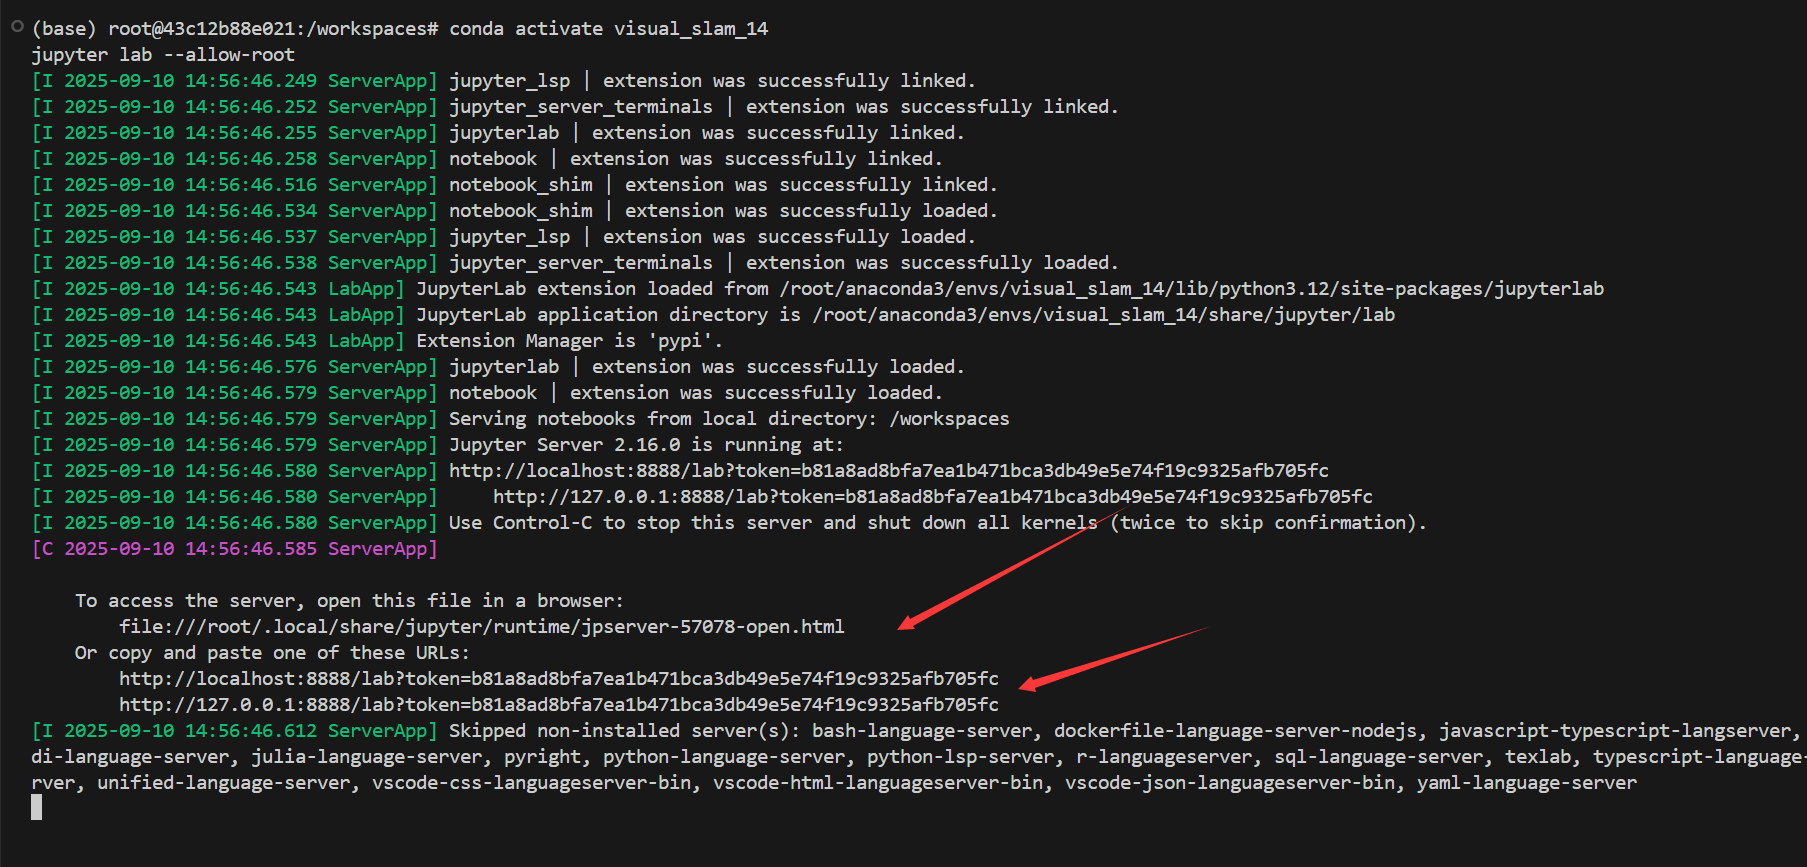 (base) root@43c12b88e021:/workspaces# conda activate visual_slam_14
jupyter lab --allow-root
[I 2025-09-10 14:56:46.249 ServerApp] jupyter_lsp | extension was successfully linked.
[I 2025-09-10 14:56:46.252 ServerApp] jupyter_server_terminals | extension was successfully linked.
[I 2025-09-10 14:56:46.255 ServerApp] jupyterlab | extension was successfully linked.
[I 2025-09-10 14:56:46.258 ServerApp] notebook | extension was successfully linked.
[I 2025-09-10 14:56:46.516 ServerApp] notebook_shim | extension was successfully linked.
[I 2025-09-10 14:56:46.534 ServerApp] notebook_shim | extension was successfully loaded.
[I 2025-09-10 14:56:46.537 ServerApp] jupyter_lsp | extension was successfully loaded.
[I 2025-09-10 14:56:46.538 ServerApp] jupyter_server_terminals | extension was successfully loaded.
[I 2025-09-10 14:56:46.543 LabApp] JupyterLab extension loaded from /root/anaconda3/envs/visual_slam_14/lib/python3.12/site-packages/jupyterlab
[I 2025-09-10 14:56:46.543 LabApp] JupyterLab application directory is /root/anaconda3/envs/visual_slam_14/share/jupyter/lab
[I 2025-09-10 14:56:46.543 LabApp] Extension Manager is 'pypi'.
[I 2025-09-10 14:56:46.576 ServerApp] jupyterlab | extension was successfully loaded.
[I 2025-09-10 14:56:46.579 ServerApp] notebook | extension was successfully loaded.
[I 2025-09-10 14:56:46.579 ServerApp] Serving notebooks from local directory: /workspaces
[I 2025-09-10 14:56:46.579 ServerApp] Jupyter Server 2.16.0 is running at:
[I 2025-09-10 14:56:46.580 ServerApp] http://localhost:8888/lab?token=b81a8ad8bfa7ea1b471bca3db49e5e74f19c9325afb705fc
[I 2025-09-10 14:56:46.580 ServerApp]     http://127.0.0.1:8888/lab?token=b81a8ad8bfa7ea1b471bca3db49e5e74f19c9325afb705fc
[I 2025-09-10 14:56:46.580 ServerApp] Use Control-C to stop this server and shut down all kernels (twice to skip confirmation).
[C 2025-09-10 14:56:46.585 ServerApp]
To access the server, open this file in a browser:
file:///root/.local/share/jupyter/runtime/jpserver-57078-open.html
Or copy and paste one of these URLs:
http://localhost:8888/lab?token=b81a8ad8bfa7ea1b471bca3db49e5e74f19c9325afb705fc
http://127.0.0.1:8888/lab?token=b81a8ad8bfa7ea1b471bca3db49e5e74f19c9325afb705fc
[I 2025-09-10 14:56:46.612 ServerApp] Skipped non-installed server(s): bash-language-server, dockerfile-language-server-nodejs, javascript-typescript-langserver,
di-language-server, julia-language-server, pyright, python-language-server, python-lsp-server, r-languageserver, sql-language-server, texlab, typescript-language-
rver, unified-language-server, vscode-css-languageserver-bin, vscode-html-languageserver-bin, vscode-json-languageserver-bin, yaml-language-server